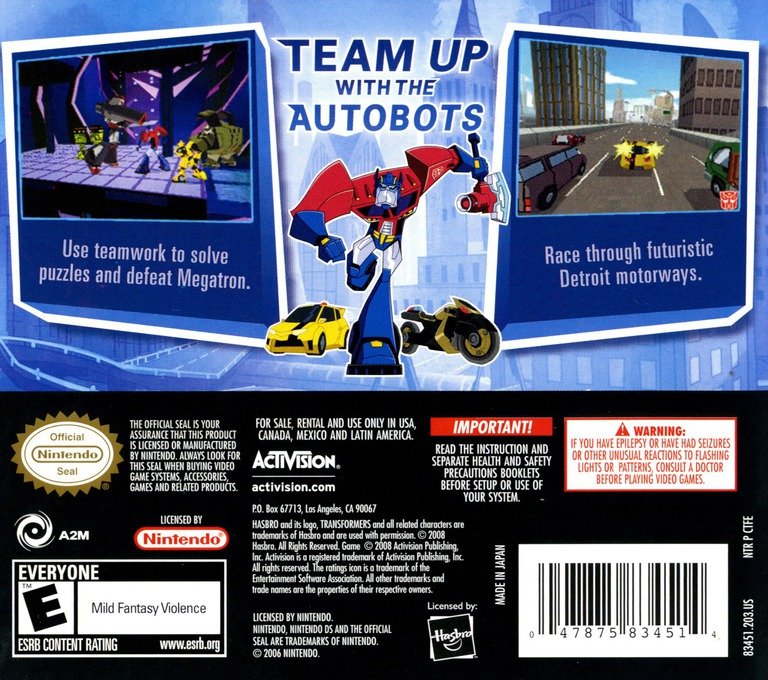 TEAM UP
WITH THE
AUTOBOTS
Use teamwork to solve
puzzles and defeat Megatron.
Race through futuristic
Detroit motorways.
Official
Nintendo®
Seal
THE OFFICIAL SEAL IS YOUR
ASSURANCE THAT THIS PRODUCT
IS LICENSED OR MANUFACTURED
BY NINTENDO. ALWAYS LOOK FOR
THIS SEAL WHEN BUYING VIDEO
GAME SYSTEMS, ACCESSORIES,
GAMES AND RELATED PRODUCTS.
A2M
LICENSED BY
Nintendo®
EVERYONE
E
TM
Mild Fantasy Violence
ESRB CONTENT RATING www.esrb.org
FOR SALE, RENTAL AND USE ONLY IN USA,
CANADA, MEXICO AND LATIN AMERICA.
ACTIVISION®
activision.com
P.O. Box 67713, Los Angeles, CA 90067
HASBRO and its logo, TRANSFORMERS and all related characters are
trademarks of Hasbro and are used with permission. © 2008
Hasbro. All Rights Reserved. Game © 2008 Activision Publishing,
Inc. Activision is a registered trademark of Activision Publishing, Inc.
All rights reserved. The ratings icon is a trademark of the
Entertainment Software Association. All other trademarks and
trade names are the properties of their respective owners.
LICENSED BY NINTENDO.
NINTENDO, NINTENDO DS AND THE OFFICIAL
SEAL ARE TRADEMARKS OF NINTENDO.
© 2006 NINTENDO.
Licensed by:
Hasbro
IMPORTANT!
READ THE INSTRUCTION AND
SEPARATE HEALTH AND SAFETY
PRECAUTIONS BOOKLETS
BEFORE SETUP OR USE OF
YOUR SYSTEM.
WARNING:
IF YOU HAVE EPILEPSY OR HAVE HAD SEIZURES
OR OTHER UNUSUAL REACTIONS TO FLASHING
LIGHTS OR PATTERNS, CONSULT A DOCTOR
BEFORE PLAYING VIDEO GAMES.
MADE IN JAPAN
0 47875 83451 4
NTR P CTFE
83451.203.US